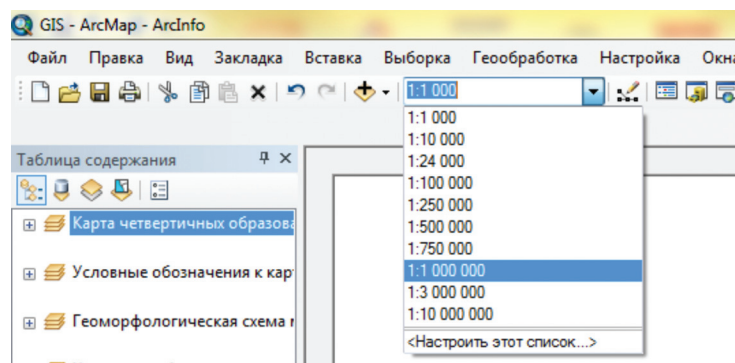 GIS - ArcMap - ArcInfo
Файл Правка Вид Закладка Вставка Выборка Геообработка Настройка Окна
1:1 000
1:1 000
1:10 000
1:24 000
1:100 000
1:250 000
1:500 000
1:750 000
1:1 000 000
1:3 000 000
1:10 000 000
<Настроить этот список...>
Таблица содержания
Карта четвертичных образова
Условные обозначения к кар
Геоморфологическая схема